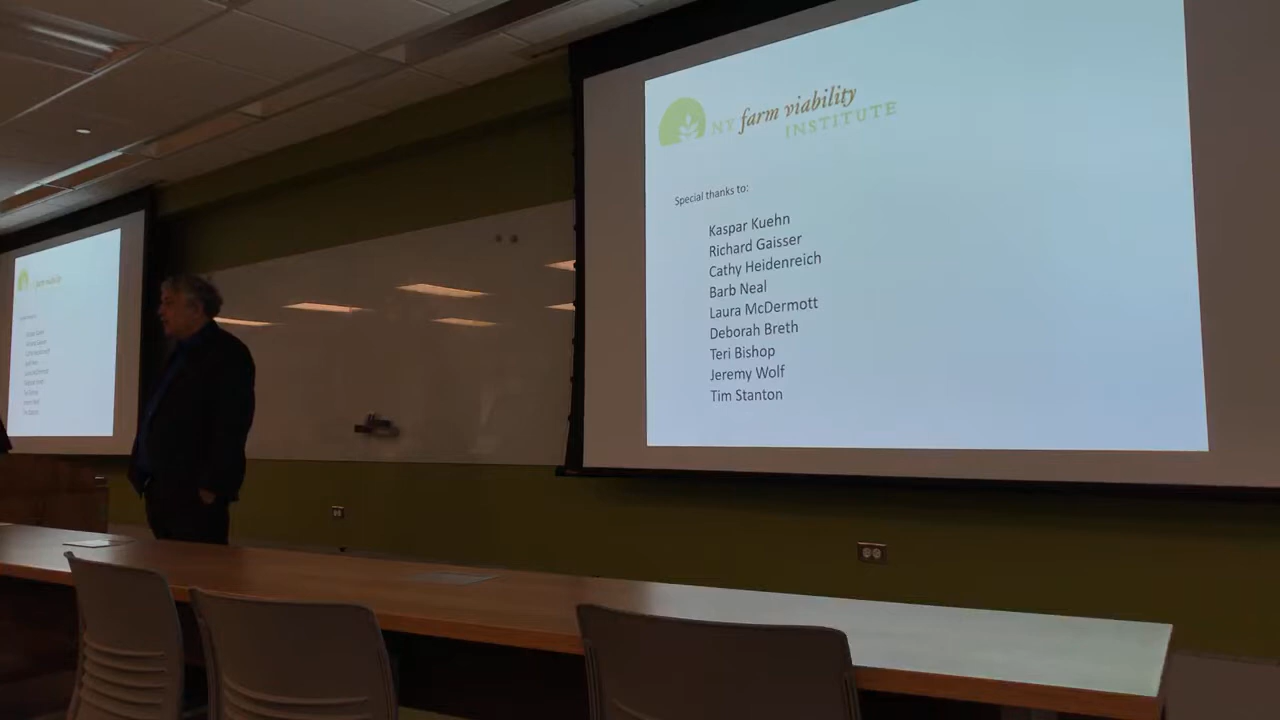 NY farm viability
INSTITUTE
Special thanks to:
Kaspar Kuehn
Richard Gaisser
Cathy Heidenreich
Barb Neal
Laura McDermott
Deborah Breth
Teri Bishop
Jeremy Wolf
Tim Stanton